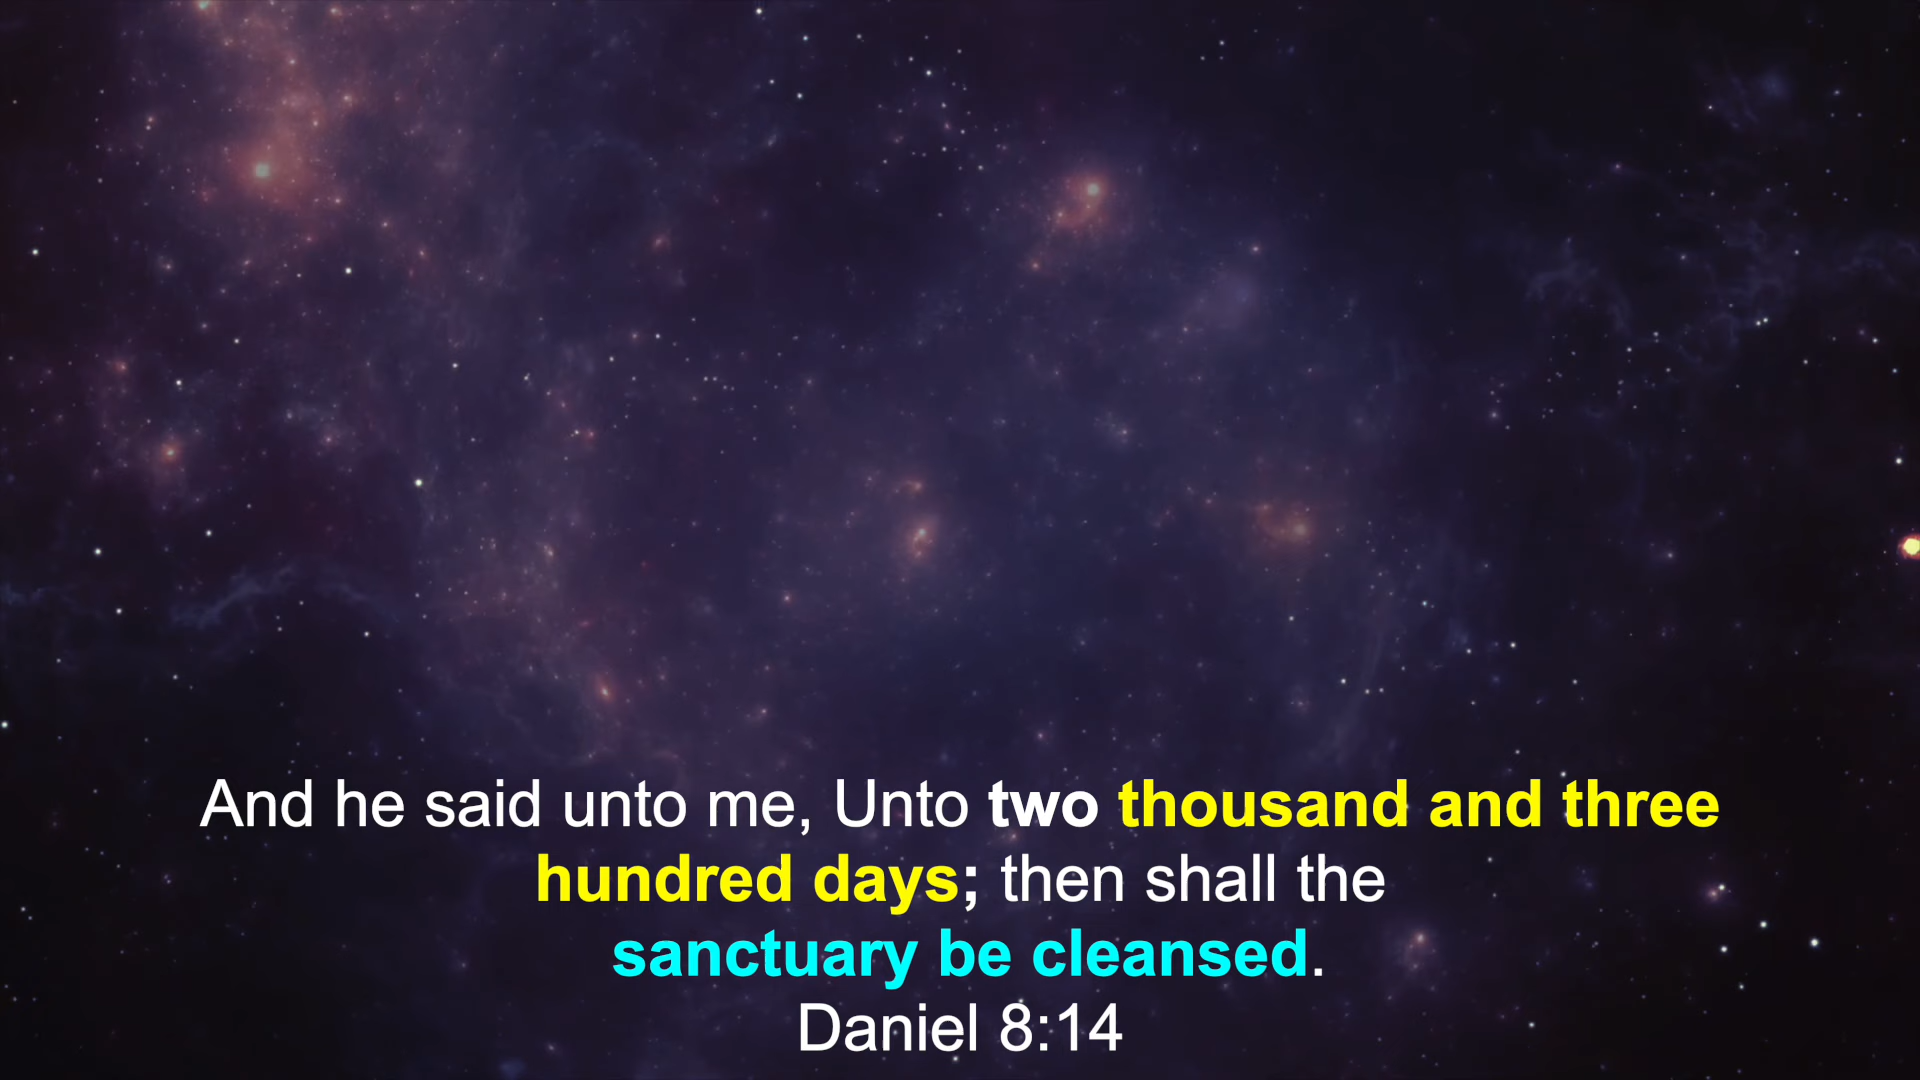 And he said unto me, Unto two thousand and three
hundred days; then shall the
sanctuary be cleansed.
Daniel 8:14